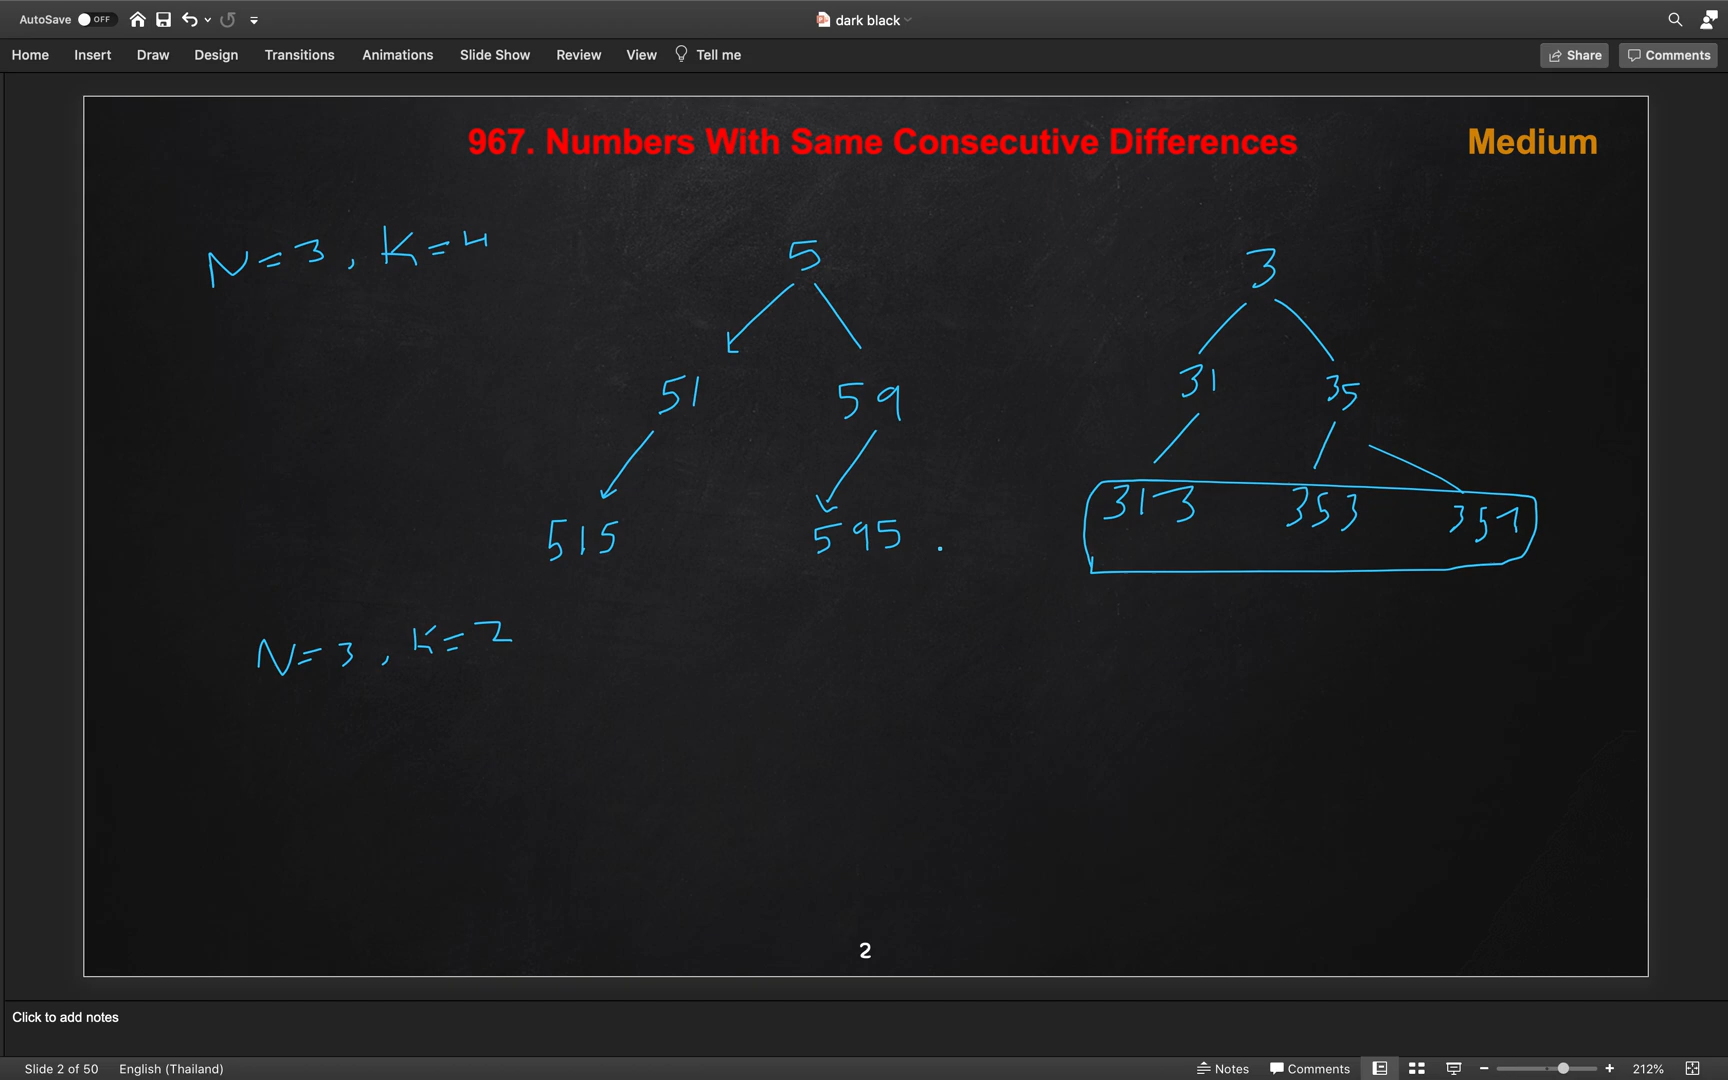 AutoSave OFF
dark black
Home Insert Draw Design Transitions Animations Slide Show Review View Tell me
Share Comments
967. Numbers With Same Consecutive Differences
Medium
N=3, K=4
5
3
51 59
31 35
515 595 .
313 353 357
N=3, K=2
2
Click to add notes
Slide 2 of 50 English (Thailand)
Notes Comments 212%